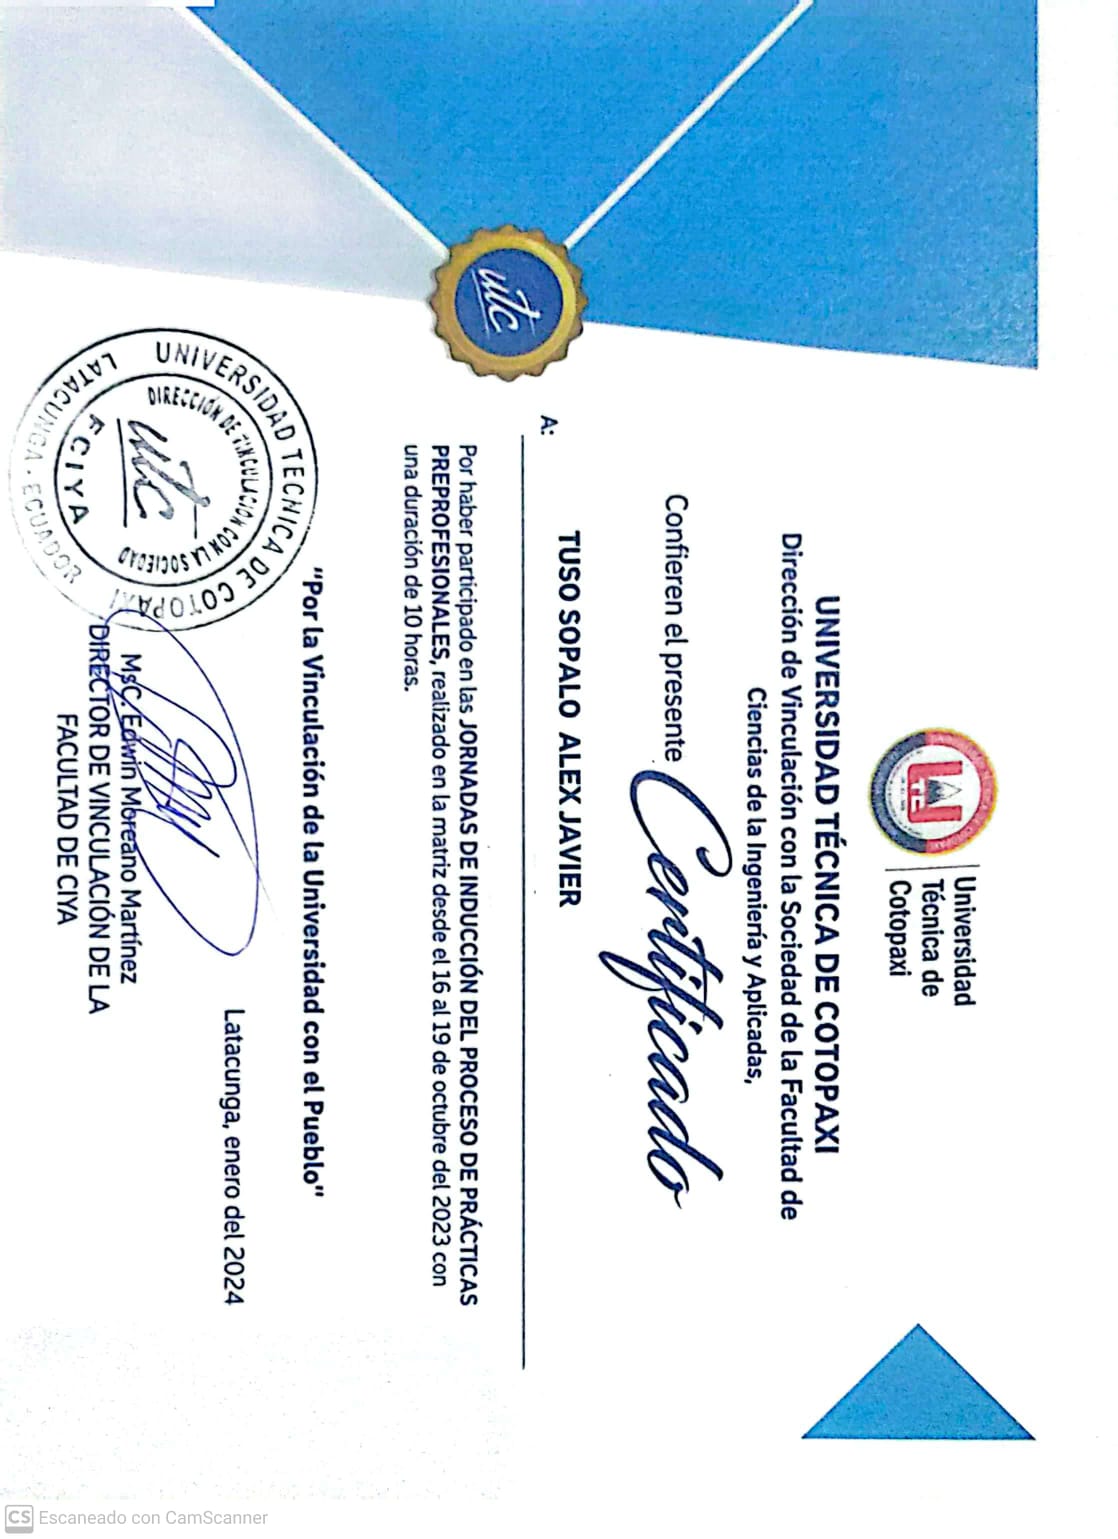 Universidad
Técnica de
Cotopaxi
UNIVERSIDAD TÉCNICA DE COTOPAXI
Dirección de Vinculación con la Sociedad de la Facultad de
Ciencias de la Ingeniería y Aplicadas,
Confieren el presente Certificado
A: TUSO SOPALO ALEX JAVIER
Por haber participado en las JORNADAS DE INDUCCIÓN DEL PROCESO DE PRÁCTICAS
PREPROFESIONALES, realizado en la matriz desde el 16 al 19 de octubre del 2023 con
una duración de 10 horas.
utc
"Por la Vinculación de la Universidad con el Pueblo"
Latacunga, enero del 2024
UNIVERSIDAD TECNICA DE COTOPAXI
DIRECCIÓN DE VINCULACION CON LA SOCIEDAD
utc
FCIYA
LATACUNGA - ECUADOR
MsC. Edwin Moreano Martínez
DIRECTOR DE VINCULACIÓN DE LA
FACULTAD DE CIYA
CS Escaneado con CamScanner